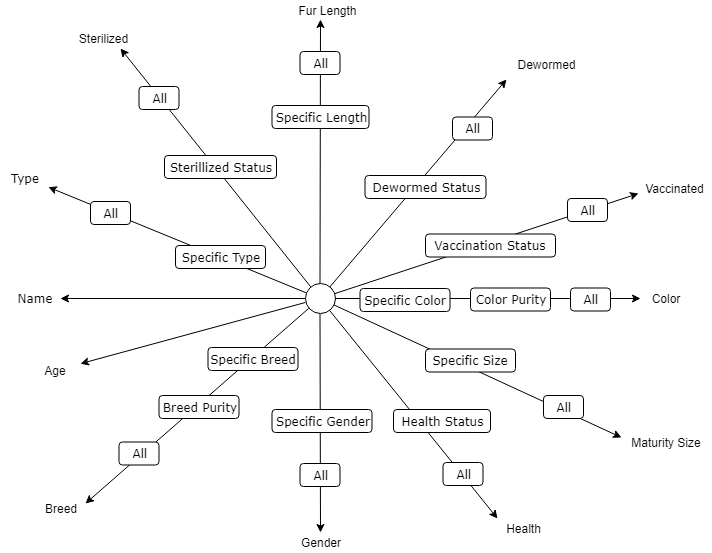 Fur Length
Sterilized
All
Dewormed
All
Specific Length
All
Sterillized Status
Type
All
Dewormed Status
Vaccinated
All
Specific Type
Vaccination Status
Name
Specific Color
Color Purity
All
Color
Age
Specific Breed
Specific Size
Breed Purity
All
Specific Gender
Health Status
Maturity Size
All
All
All
Breed
Health
Gender